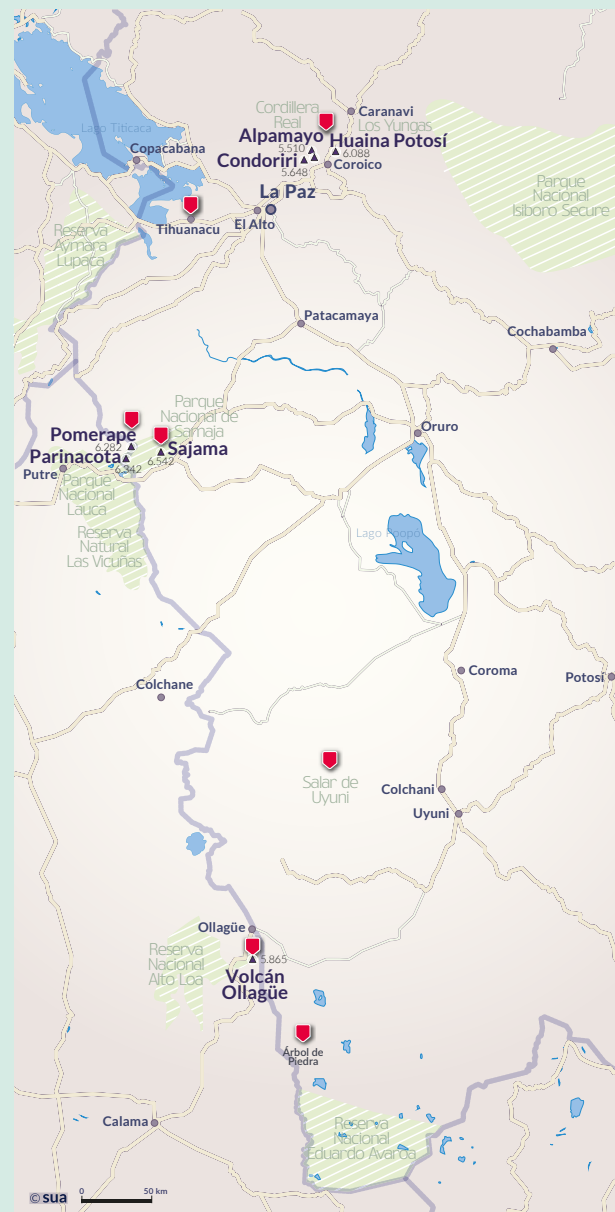 Lago Titicaca
Copacabana
Cordillera
Real
Caranavi
Los Yungas
Alpamayo
5.510
Huaina Potosí
6.088
Condoriri
5.648
Coroico
La Paz
El Alto
Tihuanacu
Parque
Nacional
Isiboro Secure
Reserva
Aymara
Lupaca
Patacamaya
Cochabamba
Parque
Nacional de
Samaja
Oruro
Pomerape
6.282
Sajama
6.542
Parinacota
6.342
Putre
Parque
Nacional
Lauca
Reserva
Natural
Las Vicuñas
Lago Poopó
Coroma
Potosí
Colchane
Salar de
Uyuni
Colchani
Uyuni
Ollagüe
5.865
Volcán
Ollagüe
Reserva
Nacional
Alto Loa
Árbol de
Piedra
Calama
Reserva
Nacional
Eduardo Avaroa
© sua
0 50 km